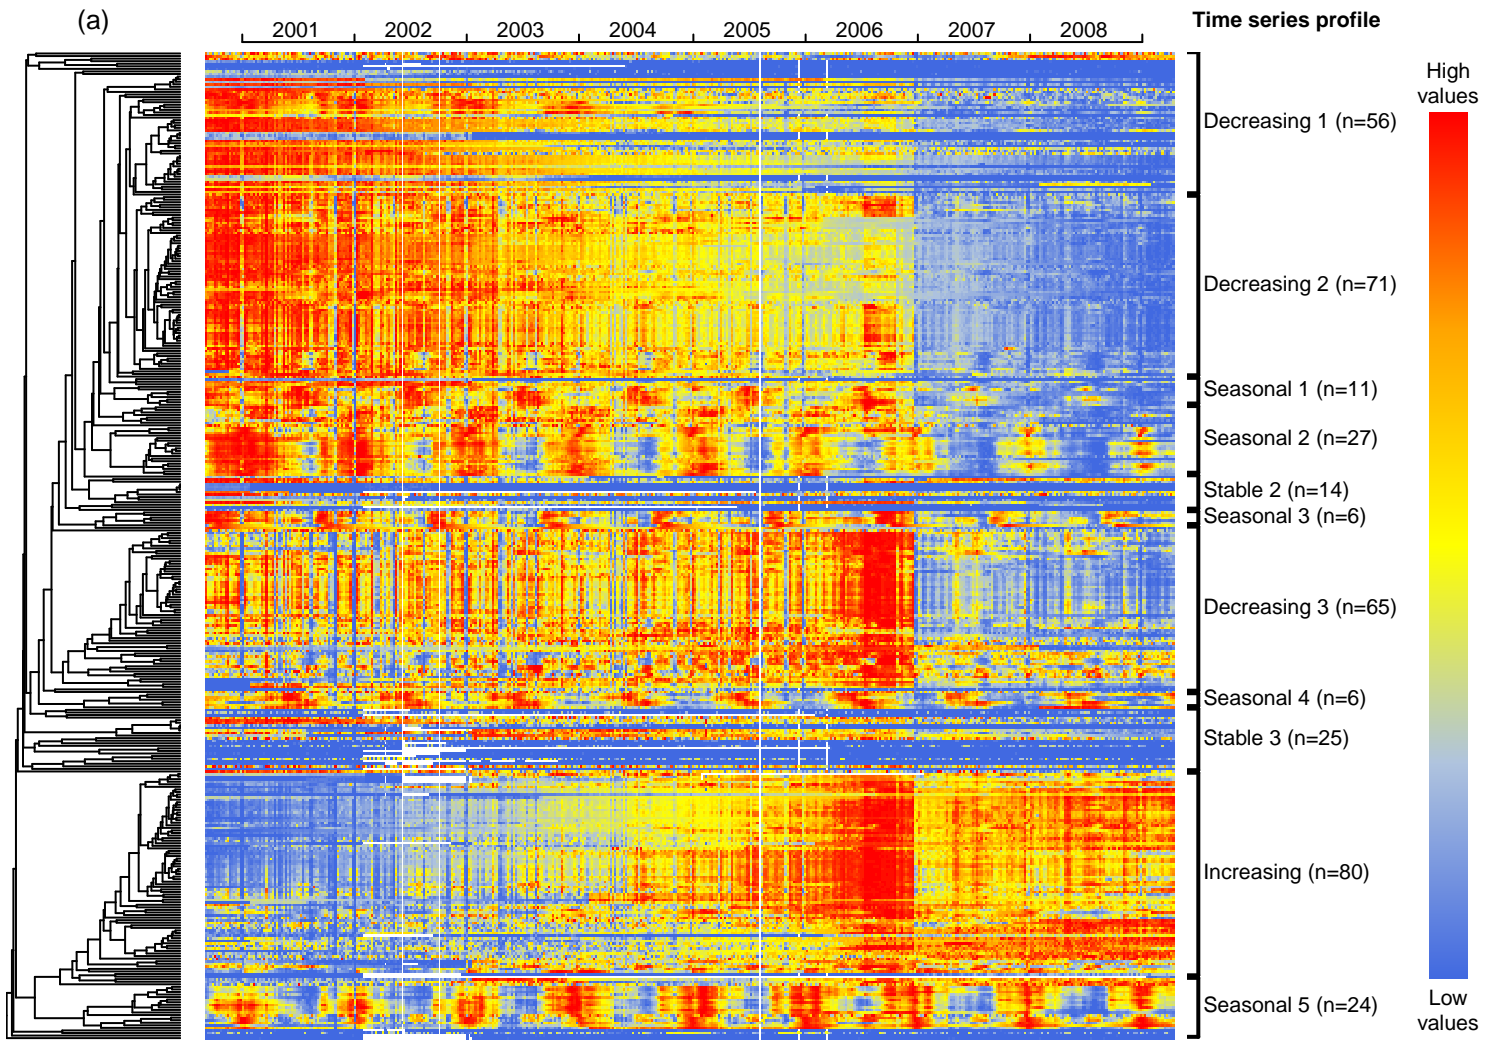 (a)
2001 2002 2003 2004 2005 2006 2007 2008
Time series profile
High
values
Decreasing 1 (n=56)
Decreasing 2 (n=71)
Seasonal 1 (n=11)
Seasonal 2 (n=27)
Stable 2 (n=14)
Seasonal 3 (n=6)
Decreasing 3 (n=65)
Seasonal 4 (n=6)
Stable 3 (n=25)
Increasing (n=80)
Seasonal 5 (n=24)
Low
values